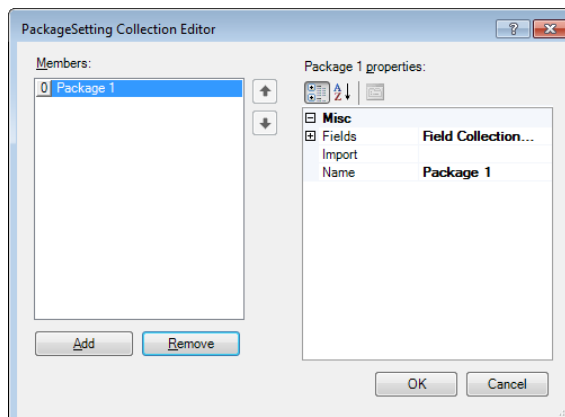 PackageSetting Collection Editor
Members:
0 Package 1
Package 1 properties:
Misc
Fields Field Collection...
Import
Name Package 1
Add Remove
OK Cancel